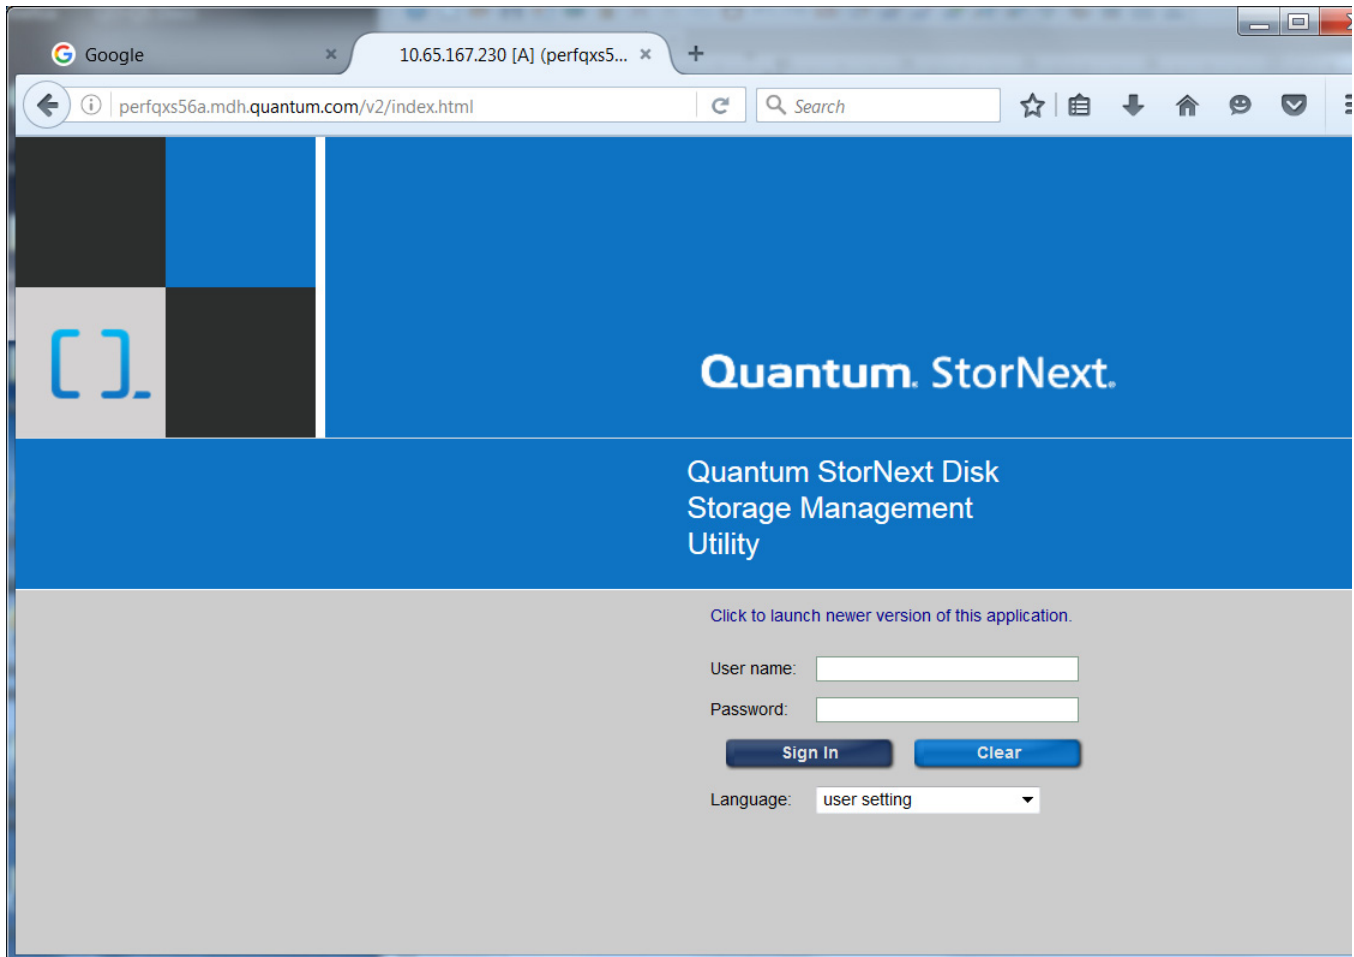 Google
10.65.167.230 [A] (perfqxs5...
perfqxs56a.mdh.quantum.com/v2/index.html
Search
Quantum. StorNext.
Quantum StorNext Disk
Storage Management
Utility
Click to launch newer version of this application.
User name:
Password:
Sign In Clear
Language: user setting